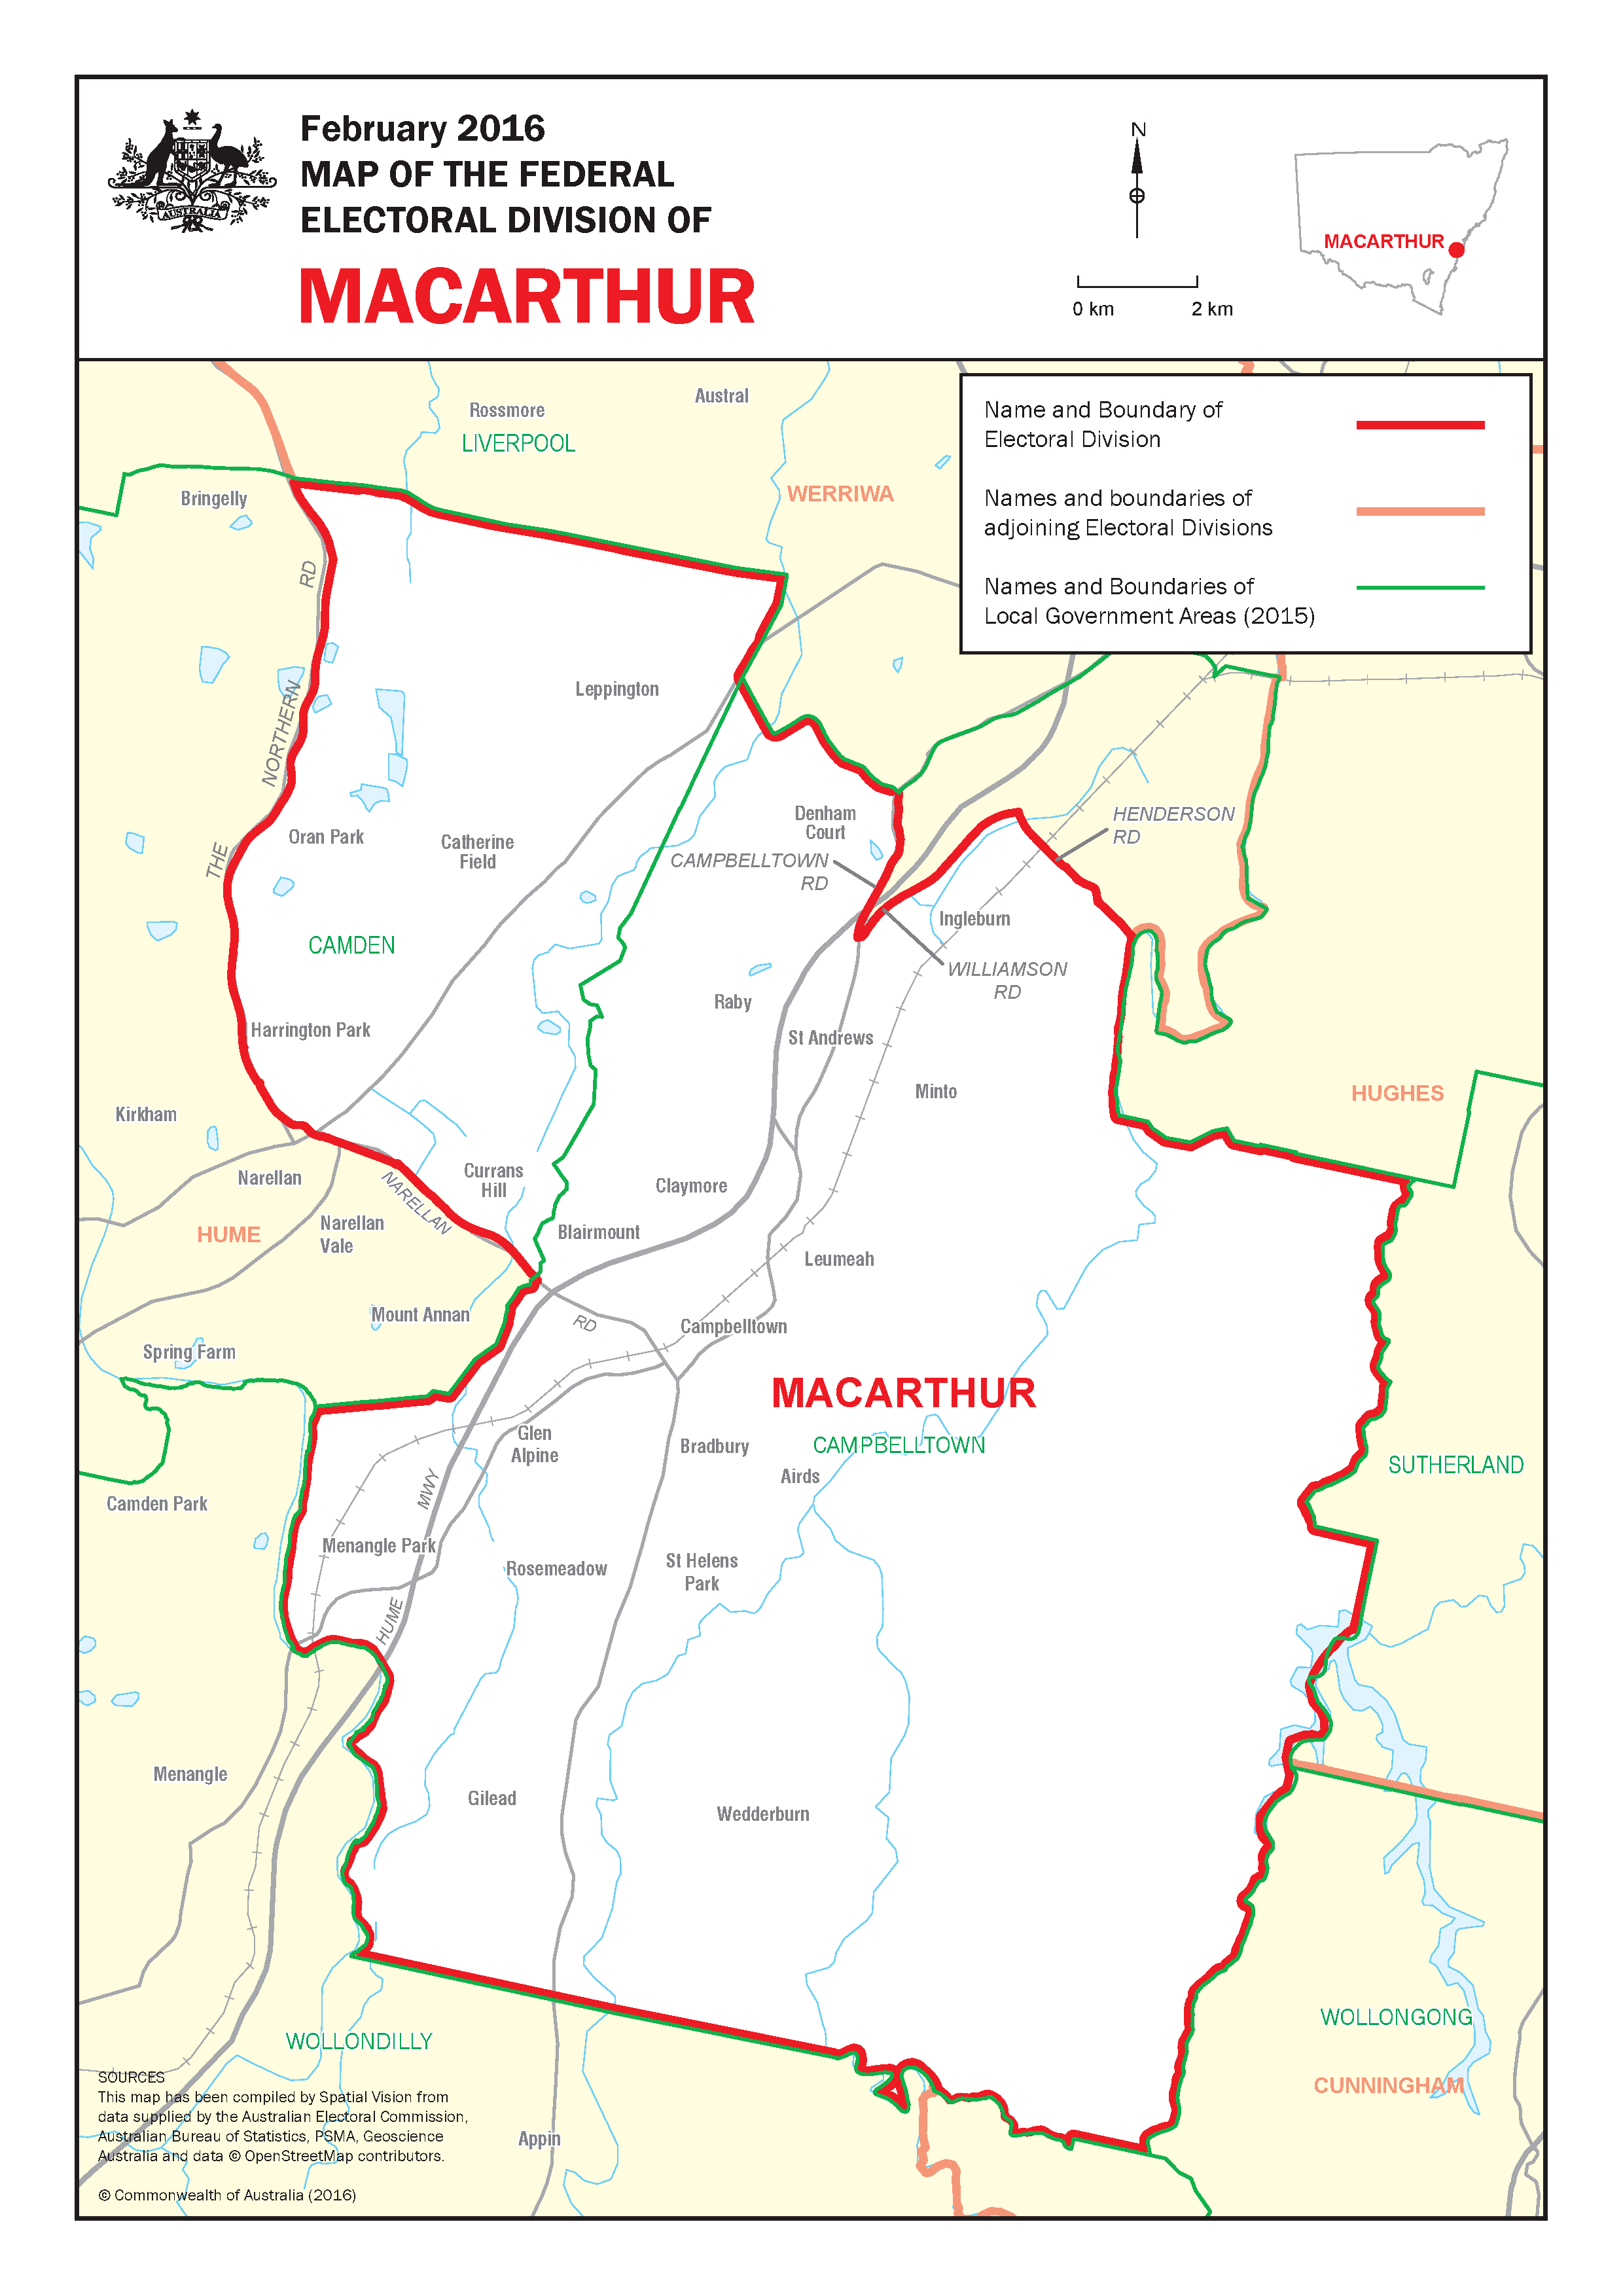 February 2016
MAP OF THE FEDERAL
ELECTORAL DIVISION OF
MACARTHUR
AUSTRALIA
N
0 km 2 km
MACARTHUR
Name and Boundary of
Electoral Division
Names and boundaries of
adjoining Electoral Divisions
Names and Boundaries of
Local Government Areas (2015)
Austral
Rossmore
LIVERPOOL
WERRIWA
Bringelly
RD
NORTHERN
THE
Leppington
Oran Park
Catherine
Field
Denham
Court
CAMPBELLTOWN
RD
HENDERSON
RD
Ingleburn
WILLIAMSON
RD
CAMDEN
Raby
Harrington Park
St Andrews
Minto
HUGHES
Kirkham
Narellan
Currans
Hill
NARELLAN
Claymore
HUME
Narellan
Vale
Blairmount
Leumeah
Mount Annan
RD
Campbelltown
Spring Farm
MACARTHUR
Glen
Alpine
Bradbury
CAMPBELLTOWN
Airds
SUTHERLAND
MWY
Camden Park
Menangle Park
Rosemeadow
St Helens
Park
HUME
Menangle
Gilead
Wedderburn
WOLLONGONG
WOLLONDILLY
CUNNINGHAM
Appin
SOURCES
This map has been compiled by Spatial Vision from
data supplied by the Australian Electoral Commission,
Australian Bureau of Statistics, PSMA, Geoscience
Australia and data © OpenStreetMap contributors.
© Commonwealth of Australia (2016)